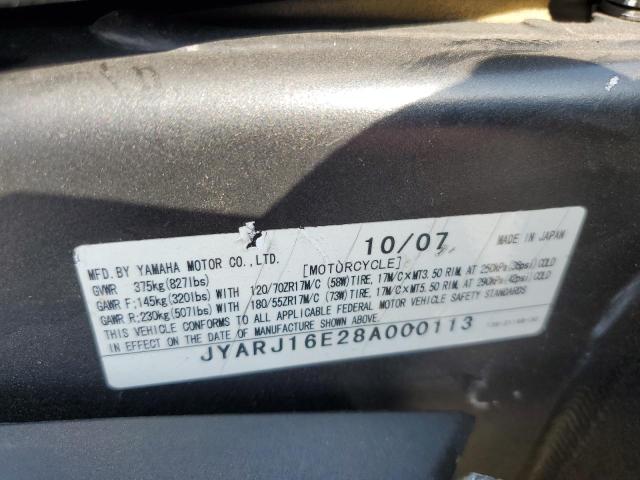 MFD. BY YAMAHA MOTOR CO., LTD. 10/07 MADE IN JAPAN
GVWR 375kg(827lbs) [MOTORCYCLE]
GAWR F:145kg(320lbs) WITH 120/70ZR17M/C (58W)TIRE, 17M/C×MT3.50 RIM, AT 250kPa(36psi)COLD
GAWR R:230kg(507lbs) WITH 180/55ZR17M/C (73W)TIRE, 17M/C×MT5.50 RIM, AT 290kPa(42psi)COLD
THIS VEHICLE CONFORMS TO ALL APPLICABLE FEDERAL MOTOR VEHICLE SAFETY STANDARDS
IN EFFECT ON THE DATE OF MANUFACTURE SHOWN ABOVE.
JYARJ16E28A000113